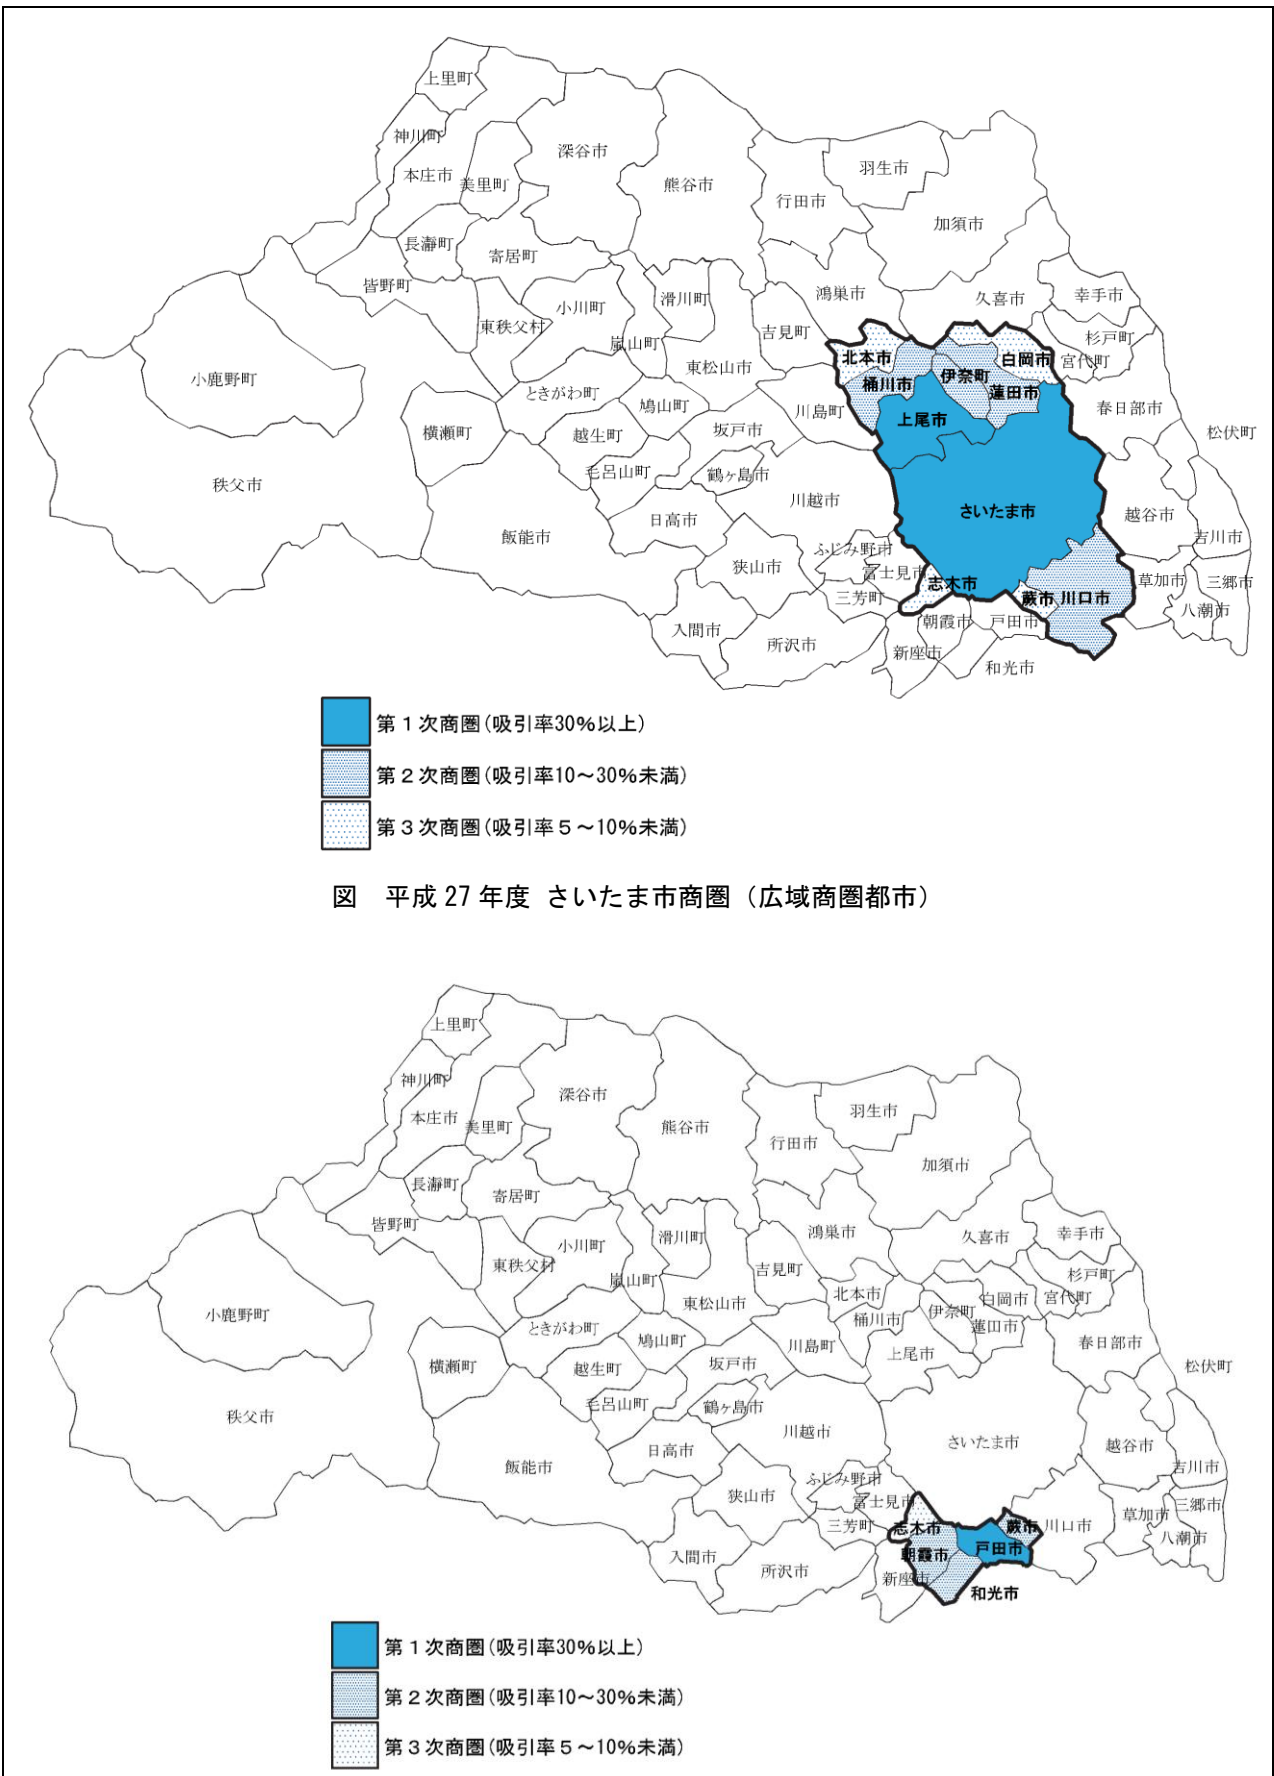 上里町
神川町
本庄市
美里町
深谷市
熊谷市
羽生市
行田市
加須市
長瀞町
寄居町
皆野町
東秩父村
小川町
嵐山町
滑川町
吉見町
鴻巣市
久喜市
幸手市
杉戸町
宮代町
東松山市
北本市
桶川市
伊奈町
白岡市
蓮田市
小鹿野町
ときがわ町
鳩山町
川島町
上尾市
春日部市
横瀬町
越生町
坂戸市
松伏町
秩父市
毛呂山町
鶴ヶ島市
川越市
さいたま市
越谷市
吉川市
飯能市
日高市
ふじみ野市
狭山市
富士見市
志木市
三芳町
蕨市
川口市
草加市
三郷市
八潮市
入間市
所沢市
朝霞市
戸田市
新座市
和光市
第1次商圏(吸引率30%以上)
第2次商圏(吸引率10~30%未満)
第3次商圏(吸引率5~10%未満)
図 平成27年度 さいたま市商圏(広域商圏都市)
上里町
神川町
本庄市
美里町
深谷市
熊谷市
羽生市
行田市
加須市
長瀞町
寄居町
皆野町
東秩父村
小川町
嵐山町
滑川町
吉見町
鴻巣市
久喜市
幸手市
杉戸町
宮代町
東松山市
北本市
桶川市
伊奈町
白岡市
蓮田市
小鹿野町
ときがわ町
鳩山町
川島町
上尾市
春日部市
横瀬町
越生町
坂戸市
松伏町
秩父市
毛呂山町
鶴ヶ島市
川越市
さいたま市
越谷市
吉川市
飯能市
日高市
ふじみ野市
狭山市
富士見市
三芳町
志木市
蕨市
川口市
草加市
三郷市
八潮市
入間市
所沢市
朝霞市
戸田市
新座市
和光市
第1次商圏(吸引率30%以上)
第2次商圏(吸引率10~30%未満)
第3次商圏(吸引率5~10%未満)